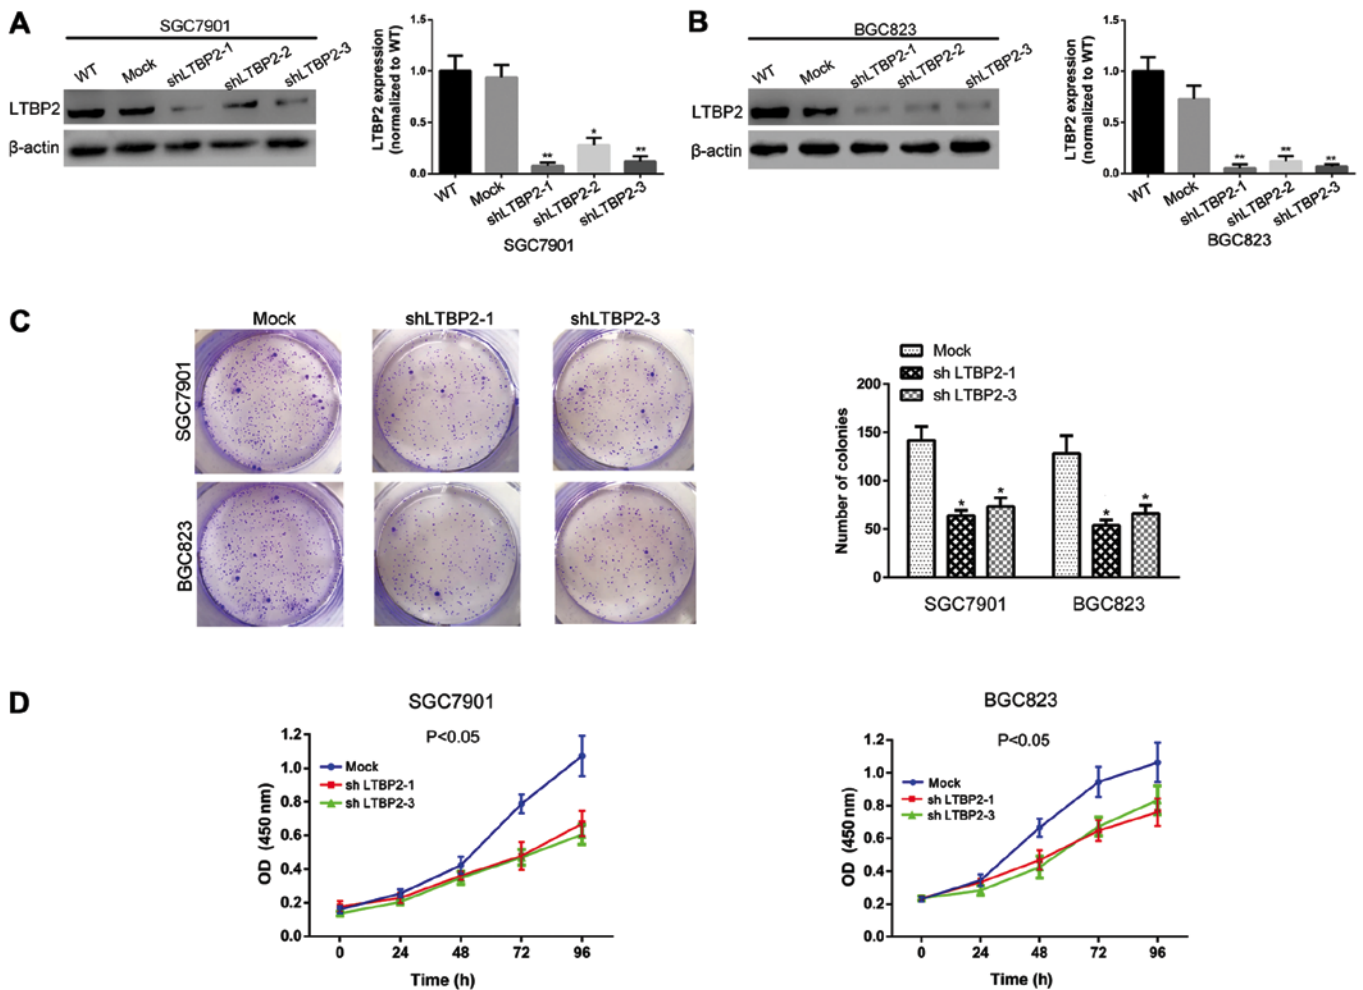 A
SGC7901
WT Mock shLTBP2-1 shLTBP2-2 shLTBP2-3
LTBP2
β-actin
LTBP2 expression
(normalized to WT)
1.5
1.0
0.5
0.0
* ** **
WT Mock shLTBP2-1 shLTBP2-2 shLTBP2-3
SGC7901
B
BGC823
WT Mock shLTBP2-1 shLTBP2-2 shLTBP2-3
LTBP2
β-actin
LTBP2 expression
(normalized to WT)
1.5
1.0
0.5
0.0
** ** **
WT Mock shLTBP2-1 shLTBP2-2 shLTBP2-3
BGC823
C
Mock shLTBP2-1 shLTBP2-3
SGC7901
BGC823
Mock
sh LTBP2-1
sh LTBP2-3
Number of colonies
200
150
100
50
0
* * * *
SGC7901 BGC823
D
SGC7901
P<0.05
Mock
sh LTBP2-1
sh LTBP2-3
OD (450 nm)
1.2
1.0
0.8
0.6
0.4
0.2
0.0
0 24 48 72 96
Time (h)
BGC823
P<0.05
Mock
sh LTBP2-1
sh LTBP2-3
OD (450 nm)
1.2
1.0
0.8
0.6
0.4
0.2
0.0
0 24 48 72 96
Time (h)